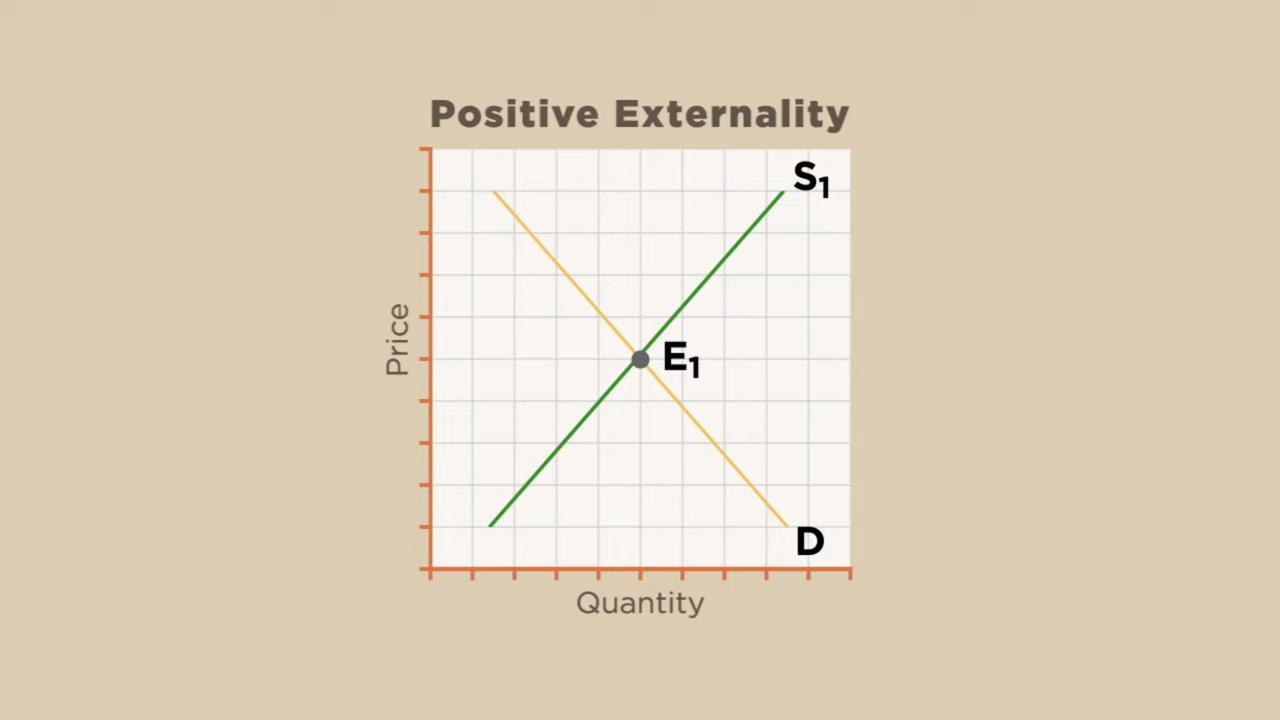 Positive Externality
S₁
Price
E₁
D
Quantity